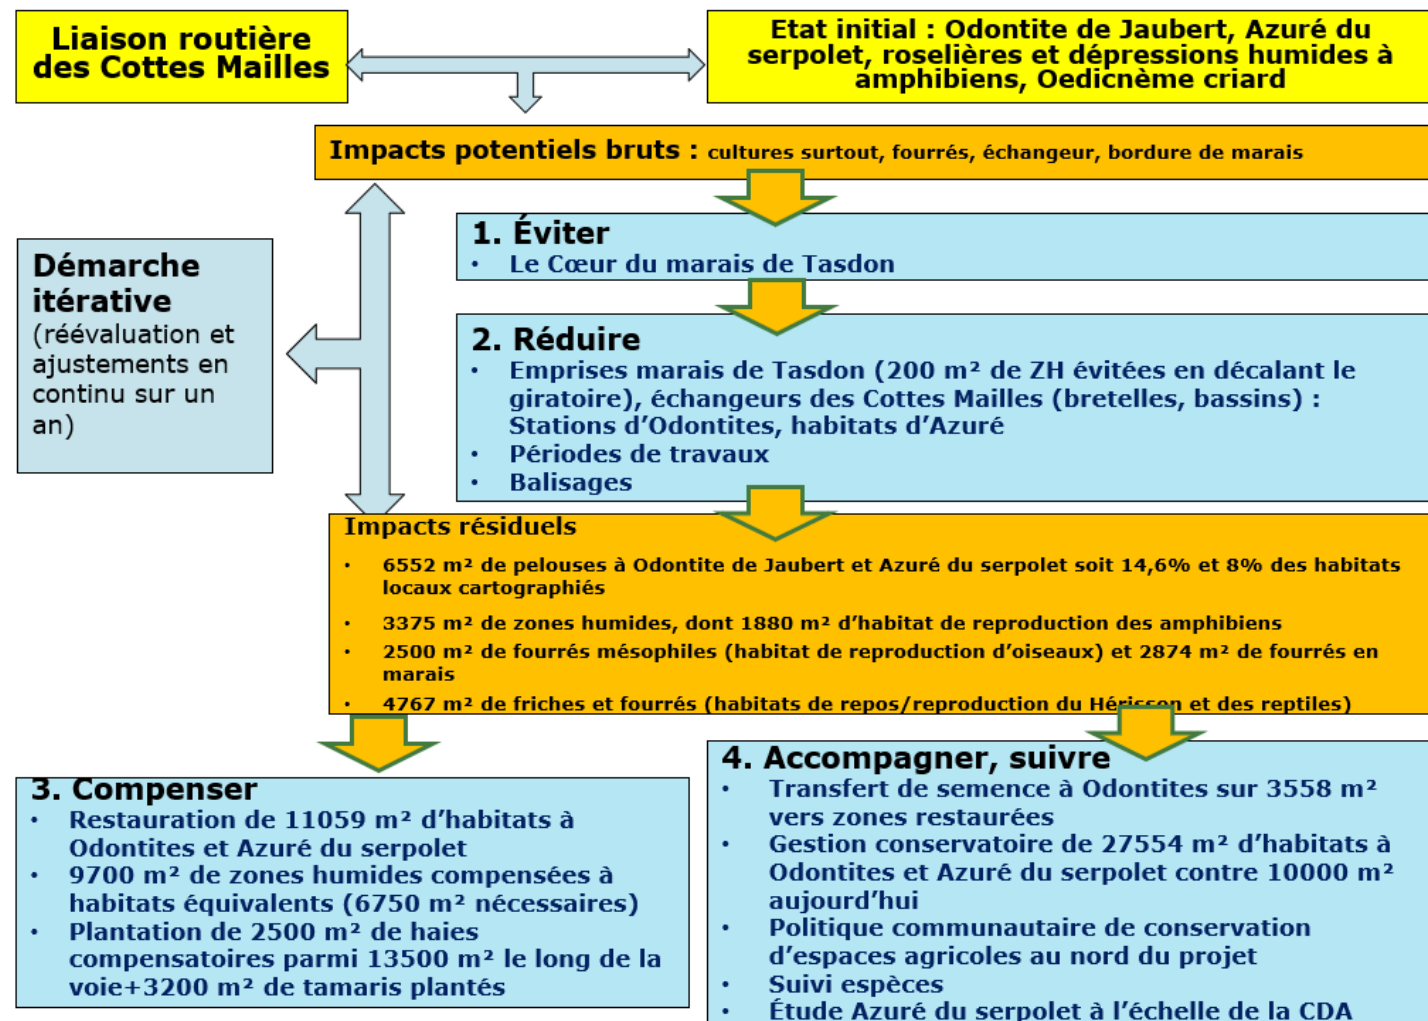 Liaison routière
des Cottes Mailles
Etat initial : Odontite de Jaubert, Azuré du
serpolet, roselières et dépressions humides à
amphibiens, Oedicnème criard
Impacts potentiels bruts : cultures surtout, fourrés, échangeur, bordure de marais
1. Éviter
• Le Cœur du marais de Tasdon
Démarche
itérative
(réévaluation et
ajustements en
continu sur un
an)
2. Réduire
• Emprises marais de Tasdon (200 m² de ZH évitées en décalant le
giratoire), échangeurs des Cottes Mailles (bretelles, bassins) :
Stations d’Odontites, habitats d’Azuré
• Périodes de travaux
• Balisages
Impacts résiduels
• 6552 m² de pelouses à Odontite de Jaubert et Azuré du serpolet soit 14,6% et 8% des habitats
locaux cartographiés
• 3375 m² de zones humides, dont 1880 m² d’habitat de reproduction des amphibiens
• 2500 m² de fourrés mésophiles (habitat de reproduction d’oiseaux) et 2874 m² de fourrés en
marais
• 4767 m² de friches et fourrés (habitats de repos/reproduction du Hérisson et des reptiles)
3. Compenser
• Restauration de 11059 m² d’habitats à
Odontites et Azuré du serpolet
• 9700 m² de zones humides compensées à
habitats équivalents (6750 m² nécessaires)
• Plantation de 2500 m² de haies
compensatoires parmi 13500 m² le long de la
voie+3200 m² de tamaris plantés
4. Accompagner, suivre
• Transfert de semence à Odontites sur 3558 m²
vers zones restaurées
• Gestion conservatoire de 27554 m² d’habitats à
Odontites et Azuré du serpolet contre 10000 m²
aujourd’hui
• Politique communautaire de conservation
d’espaces agricoles au nord du projet
• Suivi espèces
• Étude Azuré du serpolet à l’échelle de la CDA